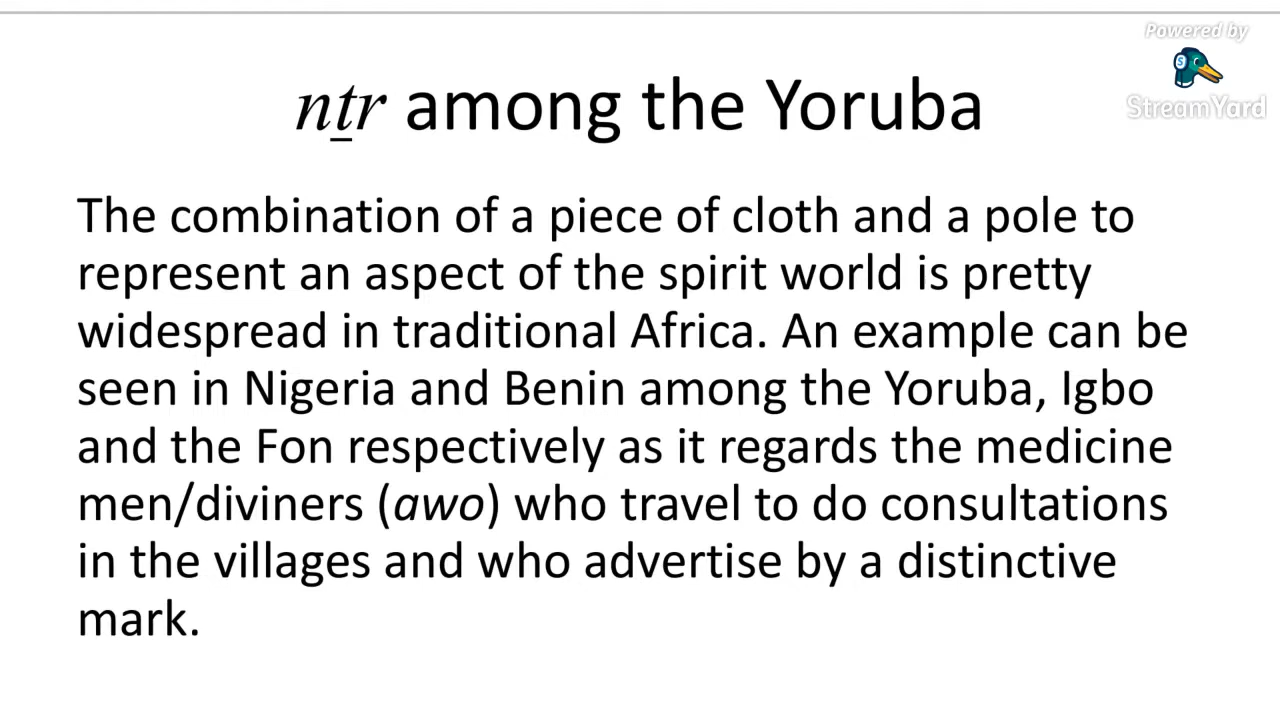 Powered by
StreamYard
nṯr among the Yoruba
The combination of a piece of cloth and a pole to
represent an aspect of the spirit world is pretty
widespread in traditional Africa. An example can be
seen in Nigeria and Benin among the Yoruba, Igbo
and the Fon respectively as it regards the medicine
men/diviners (awo) who travel to do consultations
in the villages and who advertise by a distinctive
mark.